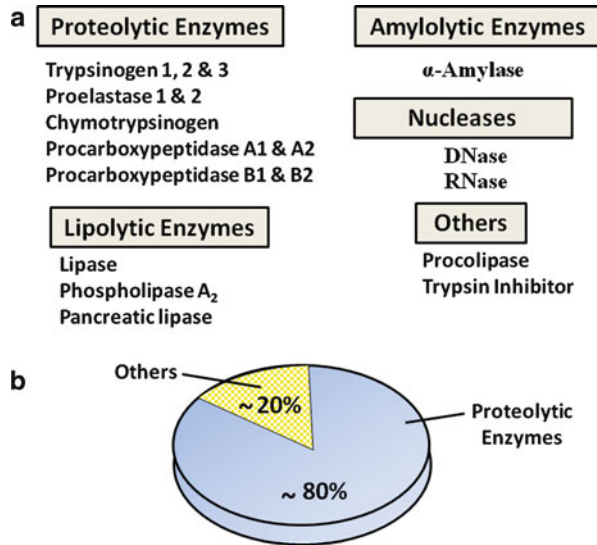 a
Proteolytic Enzymes
Trypsinogen 1, 2 & 3
Proelastase 1 & 2
Chymotrypsinogen
Procarboxypeptidase A1 & A2
Procarboxypeptidase B1 & B2
Lipolytic Enzymes
Lipase
Phospholipase A₂
Pancreatic lipase
Amylolytic Enzymes
α-Amylase
Nucleases
DNase
RNase
Others
Procolipase
Trypsin Inhibitor
b
Others
~ 20%
Proteolytic
Enzymes
~ 80%